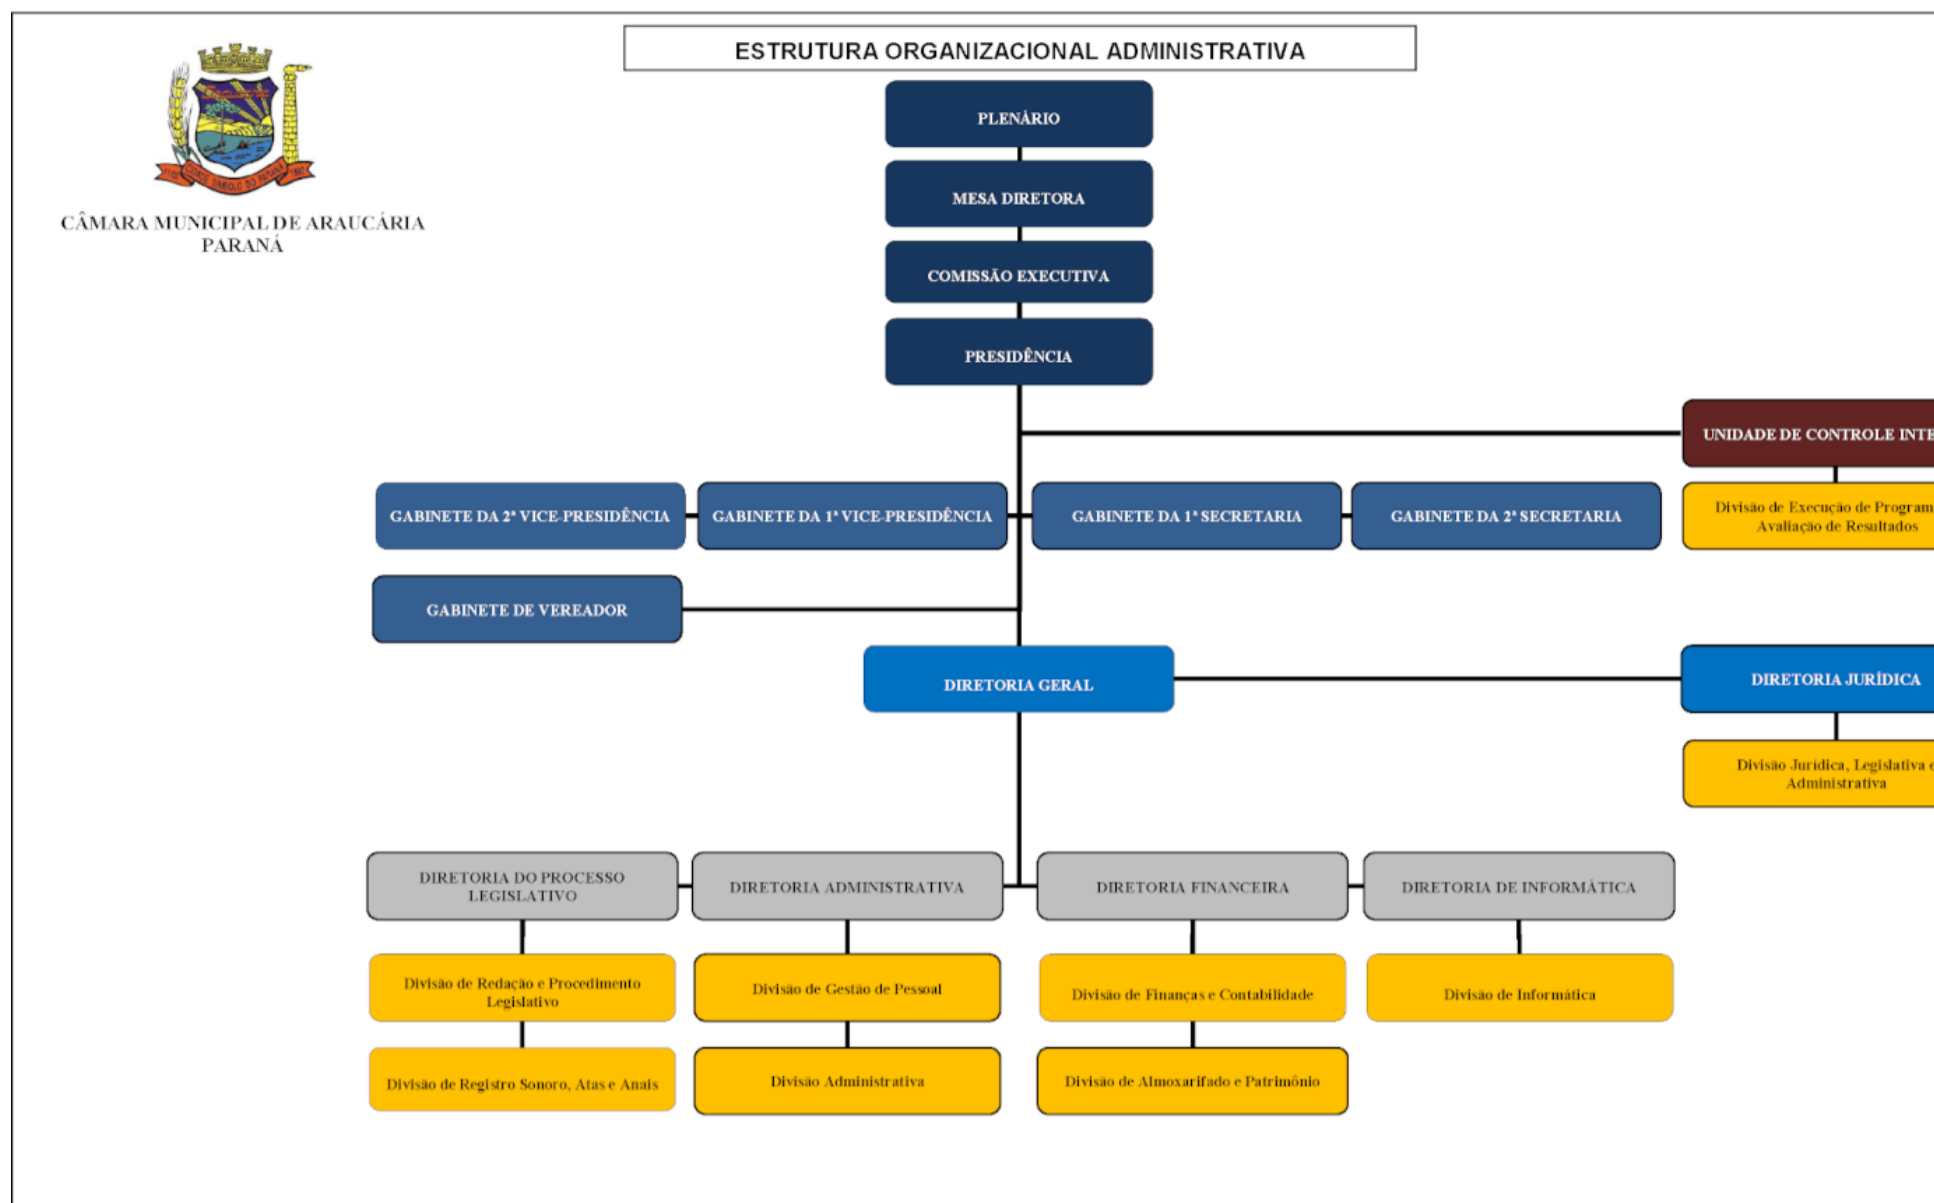 ESTRUTURA ORGANIZACIONAL ADMINISTRATIVA
CIDADE SÍMBOLO DO PARANÁ
CÂMARA MUNICIPAL DE ARAUCÁRIA
PARANÁ
PLENÁRIO
MESA DIRETORA
COMISSÃO EXECUTIVA
PRESIDÊNCIA
UNIDADE DE CONTROLE INTE
GABINETE DA 2ª VICE-PRESIDÊNCIA
GABINETE DA 1ª VICE-PRESIDÊNCIA
GABINETE DA 1ª SECRETARIA
GABINETE DA 2ª SECRETARIA
Divisão de Execução de Program
Avaliação de Resultados
GABINETE DE VEREADOR
DIRETORIA GERAL
DIRETORIA JURÍDICA
Divisão Jurídica, Legislativa e
Administrativa
DIRETORIA DO PROCESSO
LEGISLATIVO
DIRETORIA ADMINISTRATIVA
DIRETORIA FINANCEIRA
DIRETORIA DE INFORMÁTICA
Divisão de Redação e Procedimento
Legislativo
Divisão de Gestão de Pessoal
Divisão de Finanças e Contabilidade
Divisão de Informática
Divisão de Registro Sonoro, Atas e Anais
Divisão Administrativa
Divisão de Almoxarifado e Patrimônio